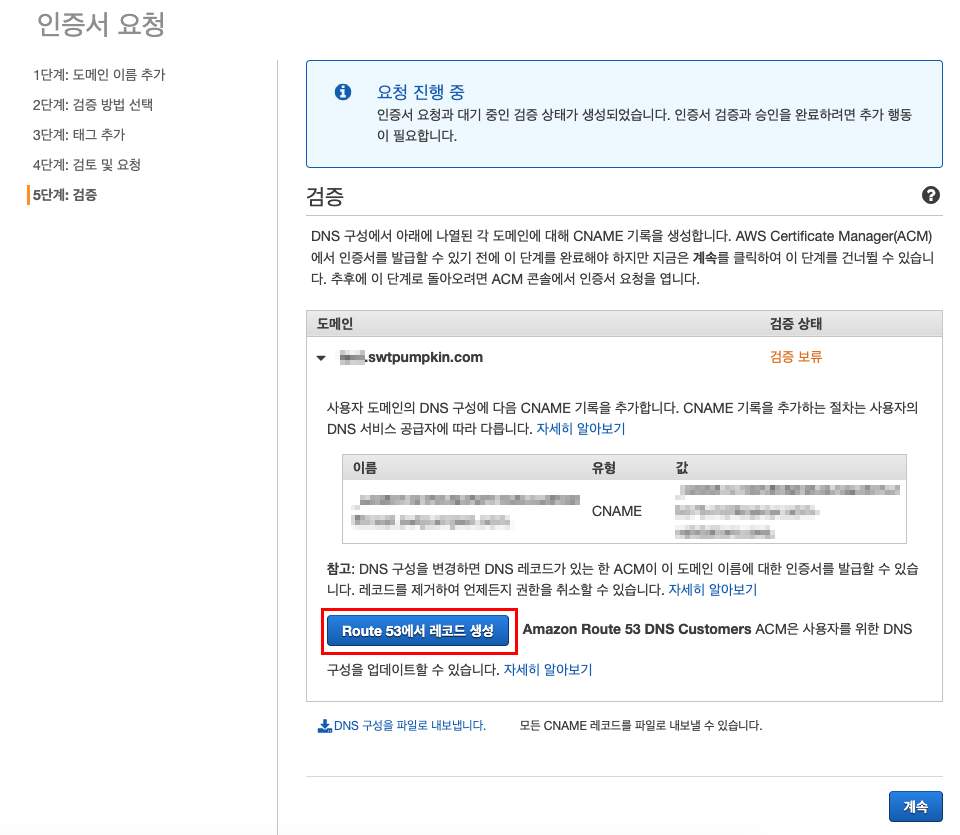 인증서 요청
1단계: 도메인 이름 추가
2단계: 검증 방법 선택
3단계: 태그 추가
4단계: 검토 및 요청
5단계: 검증
요청 진행 중
인증서 요청과 대기 중인 검증 상태가 생성되었습니다. 인증서 검증과 승인을 완료하려면 추가 행동
이 필요합니다.
검증
DNS 구성에서 아래에 나열된 각 도메인에 대해 CNAME 기록을 생성합니다. AWS Certificate Manager(ACM)
에서 인증서를 발급할 수 있기 전에 이 단계를 완료해야 하지만 지금은 계속를 클릭하여 이 단계를 건너뛸 수 있습니
다. 추후에 이 단계로 돌아오려면 ACM 콘솔에서 인증서 요청을 엽니다.
도메인 검증 상태
.swtpumpkin.com 검증 보류
사용자 도메인의 DNS 구성에 다음 CNAME 기록을 추가합니다. CNAME 기록을 추가하는 절차는 사용자의
DNS 서비스 공급자에 따라 다릅니다. 자세히 알아보기
이름 유형 값
CNAME
참고: DNS 구성을 변경하면 DNS 레코드가 있는 한 ACM이 이 도메인 이름에 대한 인증서를 발급할 수 있습
니다. 레코드를 제거하여 언제든지 권한을 취소할 수 있습니다. 자세히 알아보기
Route 53에서 레코드 생성 Amazon Route 53 DNS Customers ACM은 사용자를 위한 DNS
구성을 업데이트할 수 있습니다. 자세히 알아보기
DNS 구성을 파일로 내보냅니다. 모든 CNAME 레코드를 파일로 내보낼 수 있습니다.
계속